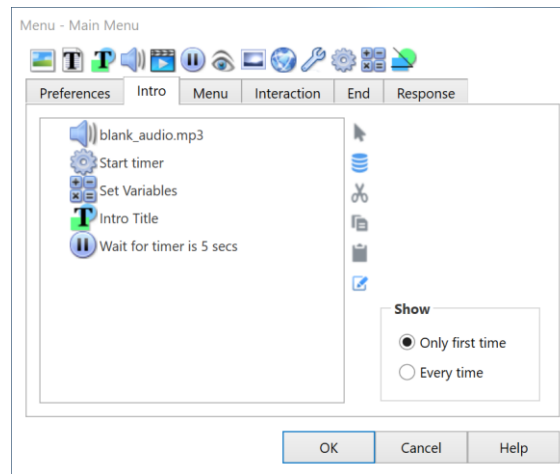 Menu - Main Menu
Preferences Intro Menu Interaction End Response
blank_audio.mp3
Start timer
Set Variables
Intro Title
Wait for timer is 5 secs
Show
Only first time
Every time
OK Cancel Help